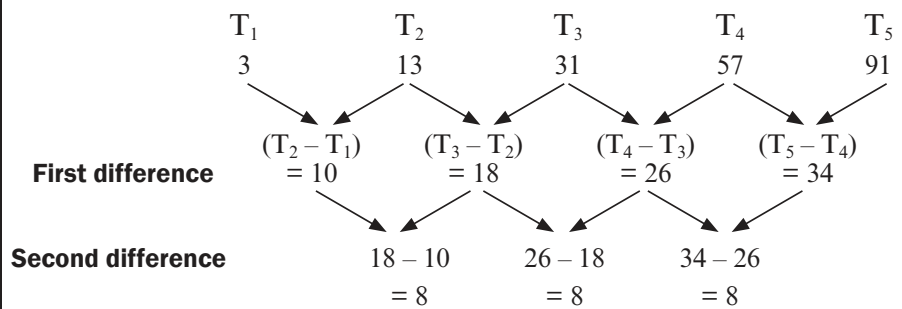 T₁ T₂ T₃ T₄ T₅
3 13 31 57 91
(T₂ – T₁) (T₃ – T₂) (T₄ – T₃) (T₅ – T₄)
First difference = 10 = 18 = 26 = 34
Second difference 18 – 10 26 – 18 34 – 26
= 8 = 8 = 8